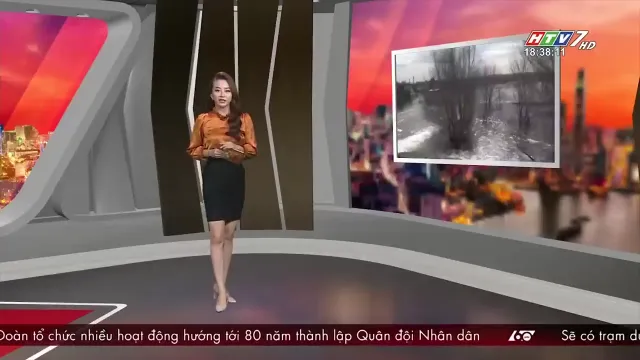 HTV7 HD
18:38:11
Đoàn tổ chức nhiều hoạt động hướng tới 80 năm thành lập Quân đội Nhân dân 60 Sẽ có trạm d